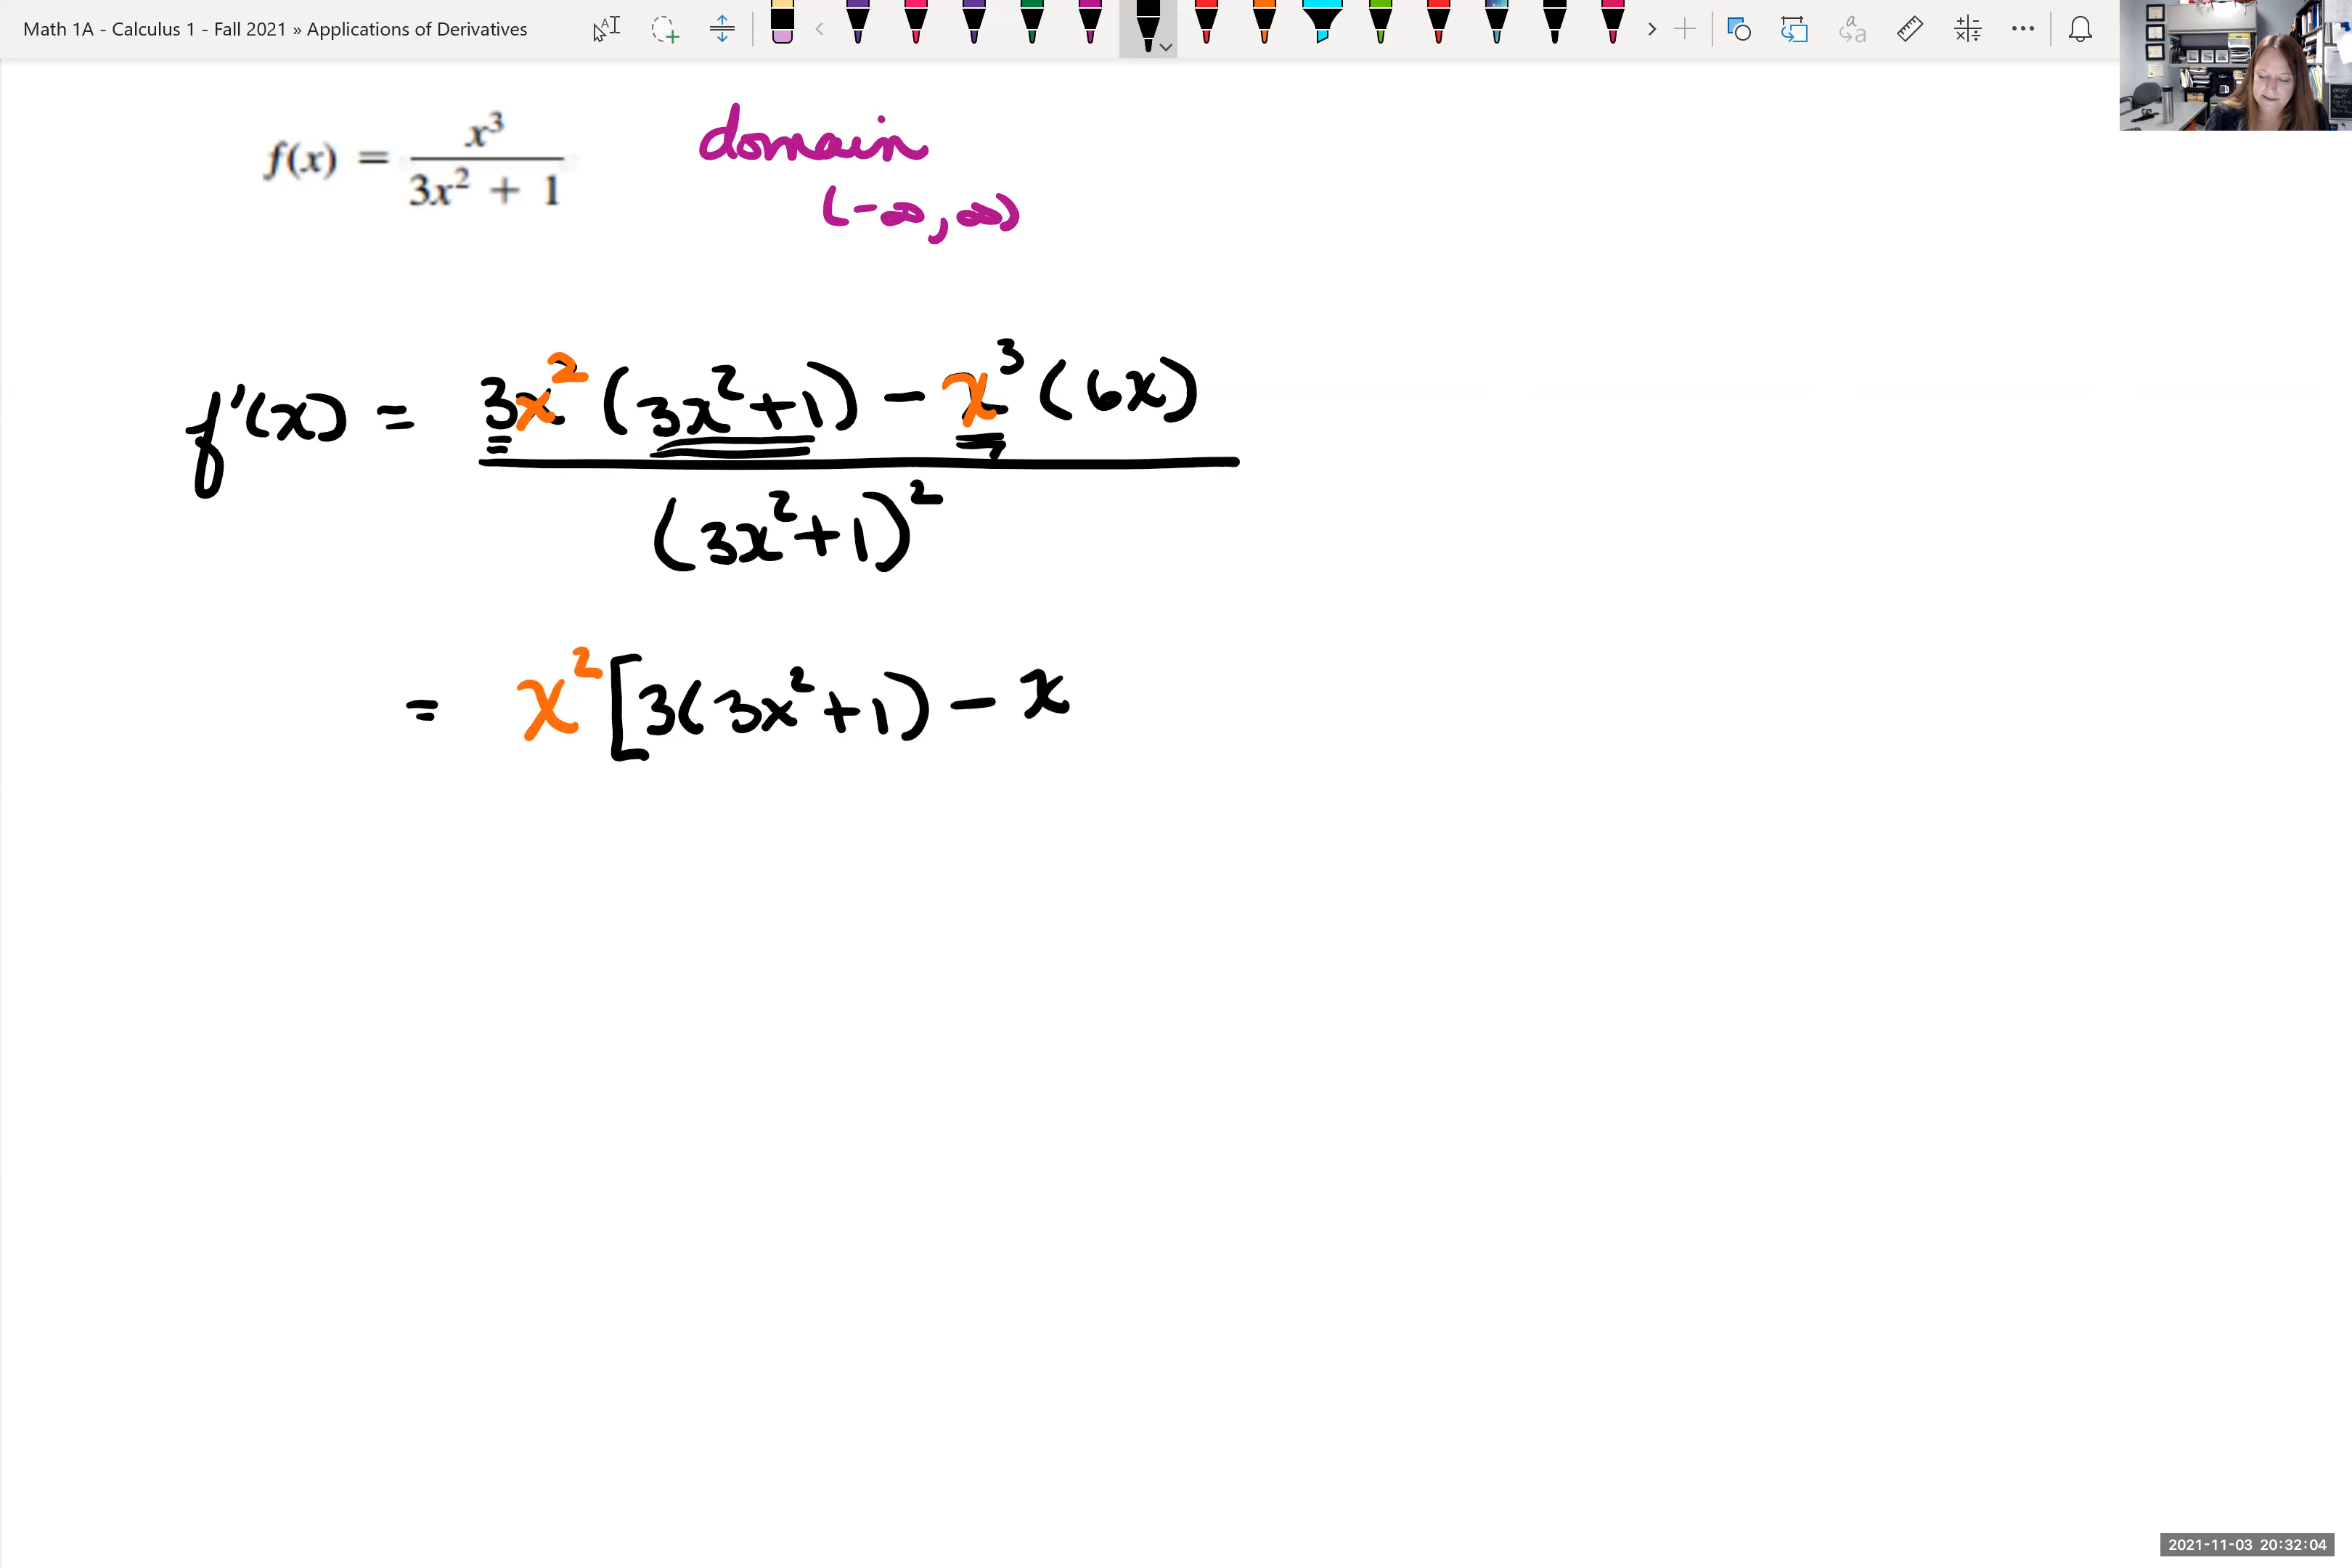 Math 1A - Calculus 1 - Fall 2021 » Applications of Derivatives
f(x) = x³ / (3x² + 1)
domain
(-∞, ∞)
f'(x) = 3x² (3x²+1) - x³ (6x)
(3x²+1)²
= x² [3(3x²+1) - x
2021-11-03 20:32:04